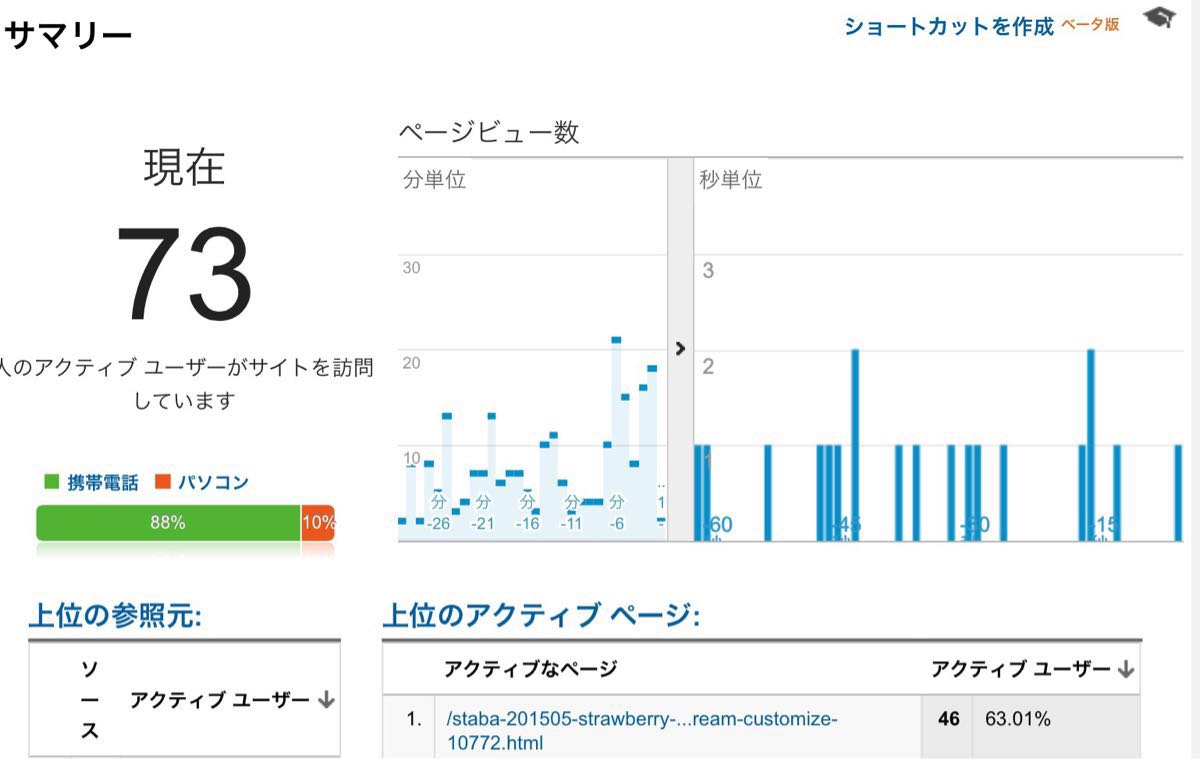 サマリー
ショートカットを作成 ベータ版
現在
73
人のアクティブ ユーザーがサイトを訪問
しています
携帯電話 パソコン
88% 10%
ページビュー数
分単位
30
20
10
分 分 分 分 分 1
-26 -21 -16 -11 -6 -
秒単位
3
2
1
-60 -45 -30 -15
上位の参照元:
ソース アクティブ ユーザー
上位のアクティブ ページ:
アクティブなページ アクティブ ユーザー
1. /staba-201505-strawberry-...ream-customize- 46 63.01%
10772.html